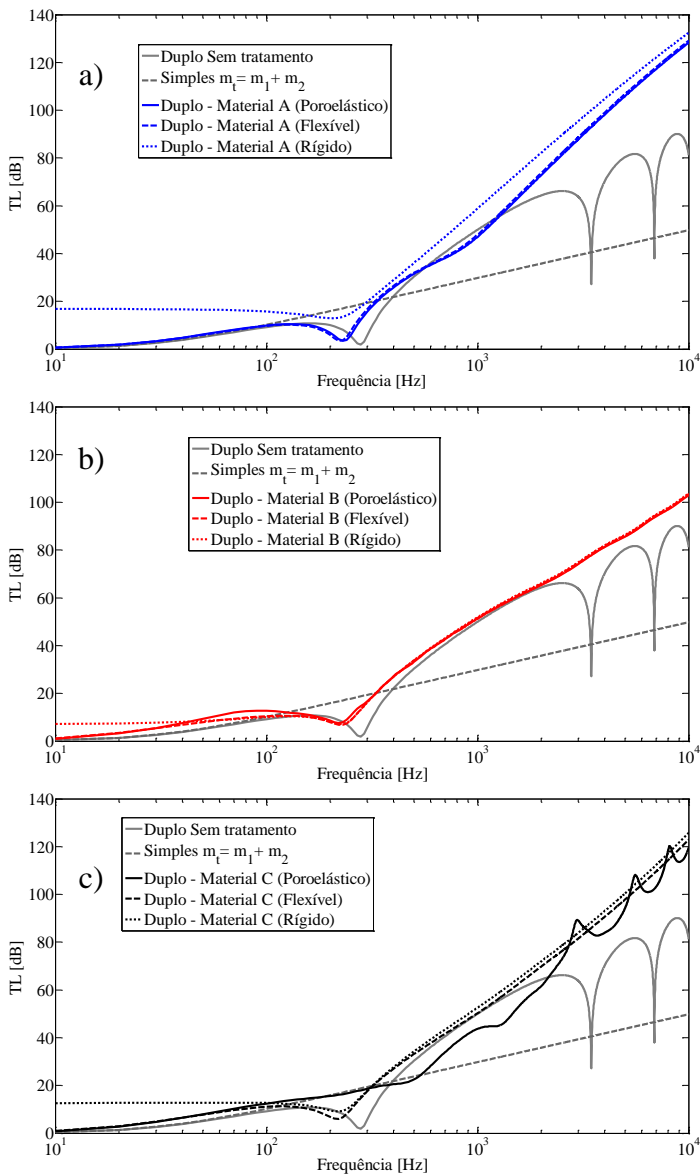 a)
Duplo Sem tratamento
Simples m_t= m_1+ m_2
Duplo - Material A (Poroelástico)
Duplo - Material A (Flexível)
Duplo - Material A (Rígido)
TL [dB]
140
120
100
80
60
40
20
0
10^1 10^2 10^3 10^4
Frequência [Hz]
b)
Duplo Sem tratamento
Simples m_t= m_1+ m_2
Duplo - Material B (Poroelástico)
Duplo - Material B (Flexível)
Duplo - Material B (Rígido)
TL [dB]
140
120
100
80
60
40
20
0
10^1 10^2 10^3 10^4
Frequência [Hz]
c)
Duplo Sem tratamento
Simples m_t= m_1+ m_2
Duplo - Material C (Poroelástico)
Duplo - Material C (Flexível)
Duplo - Material C (Rígido)
TL [dB]
140
120
100
80
60
40
20
0
10^1 10^2 10^3 10^4
Frequência [Hz]